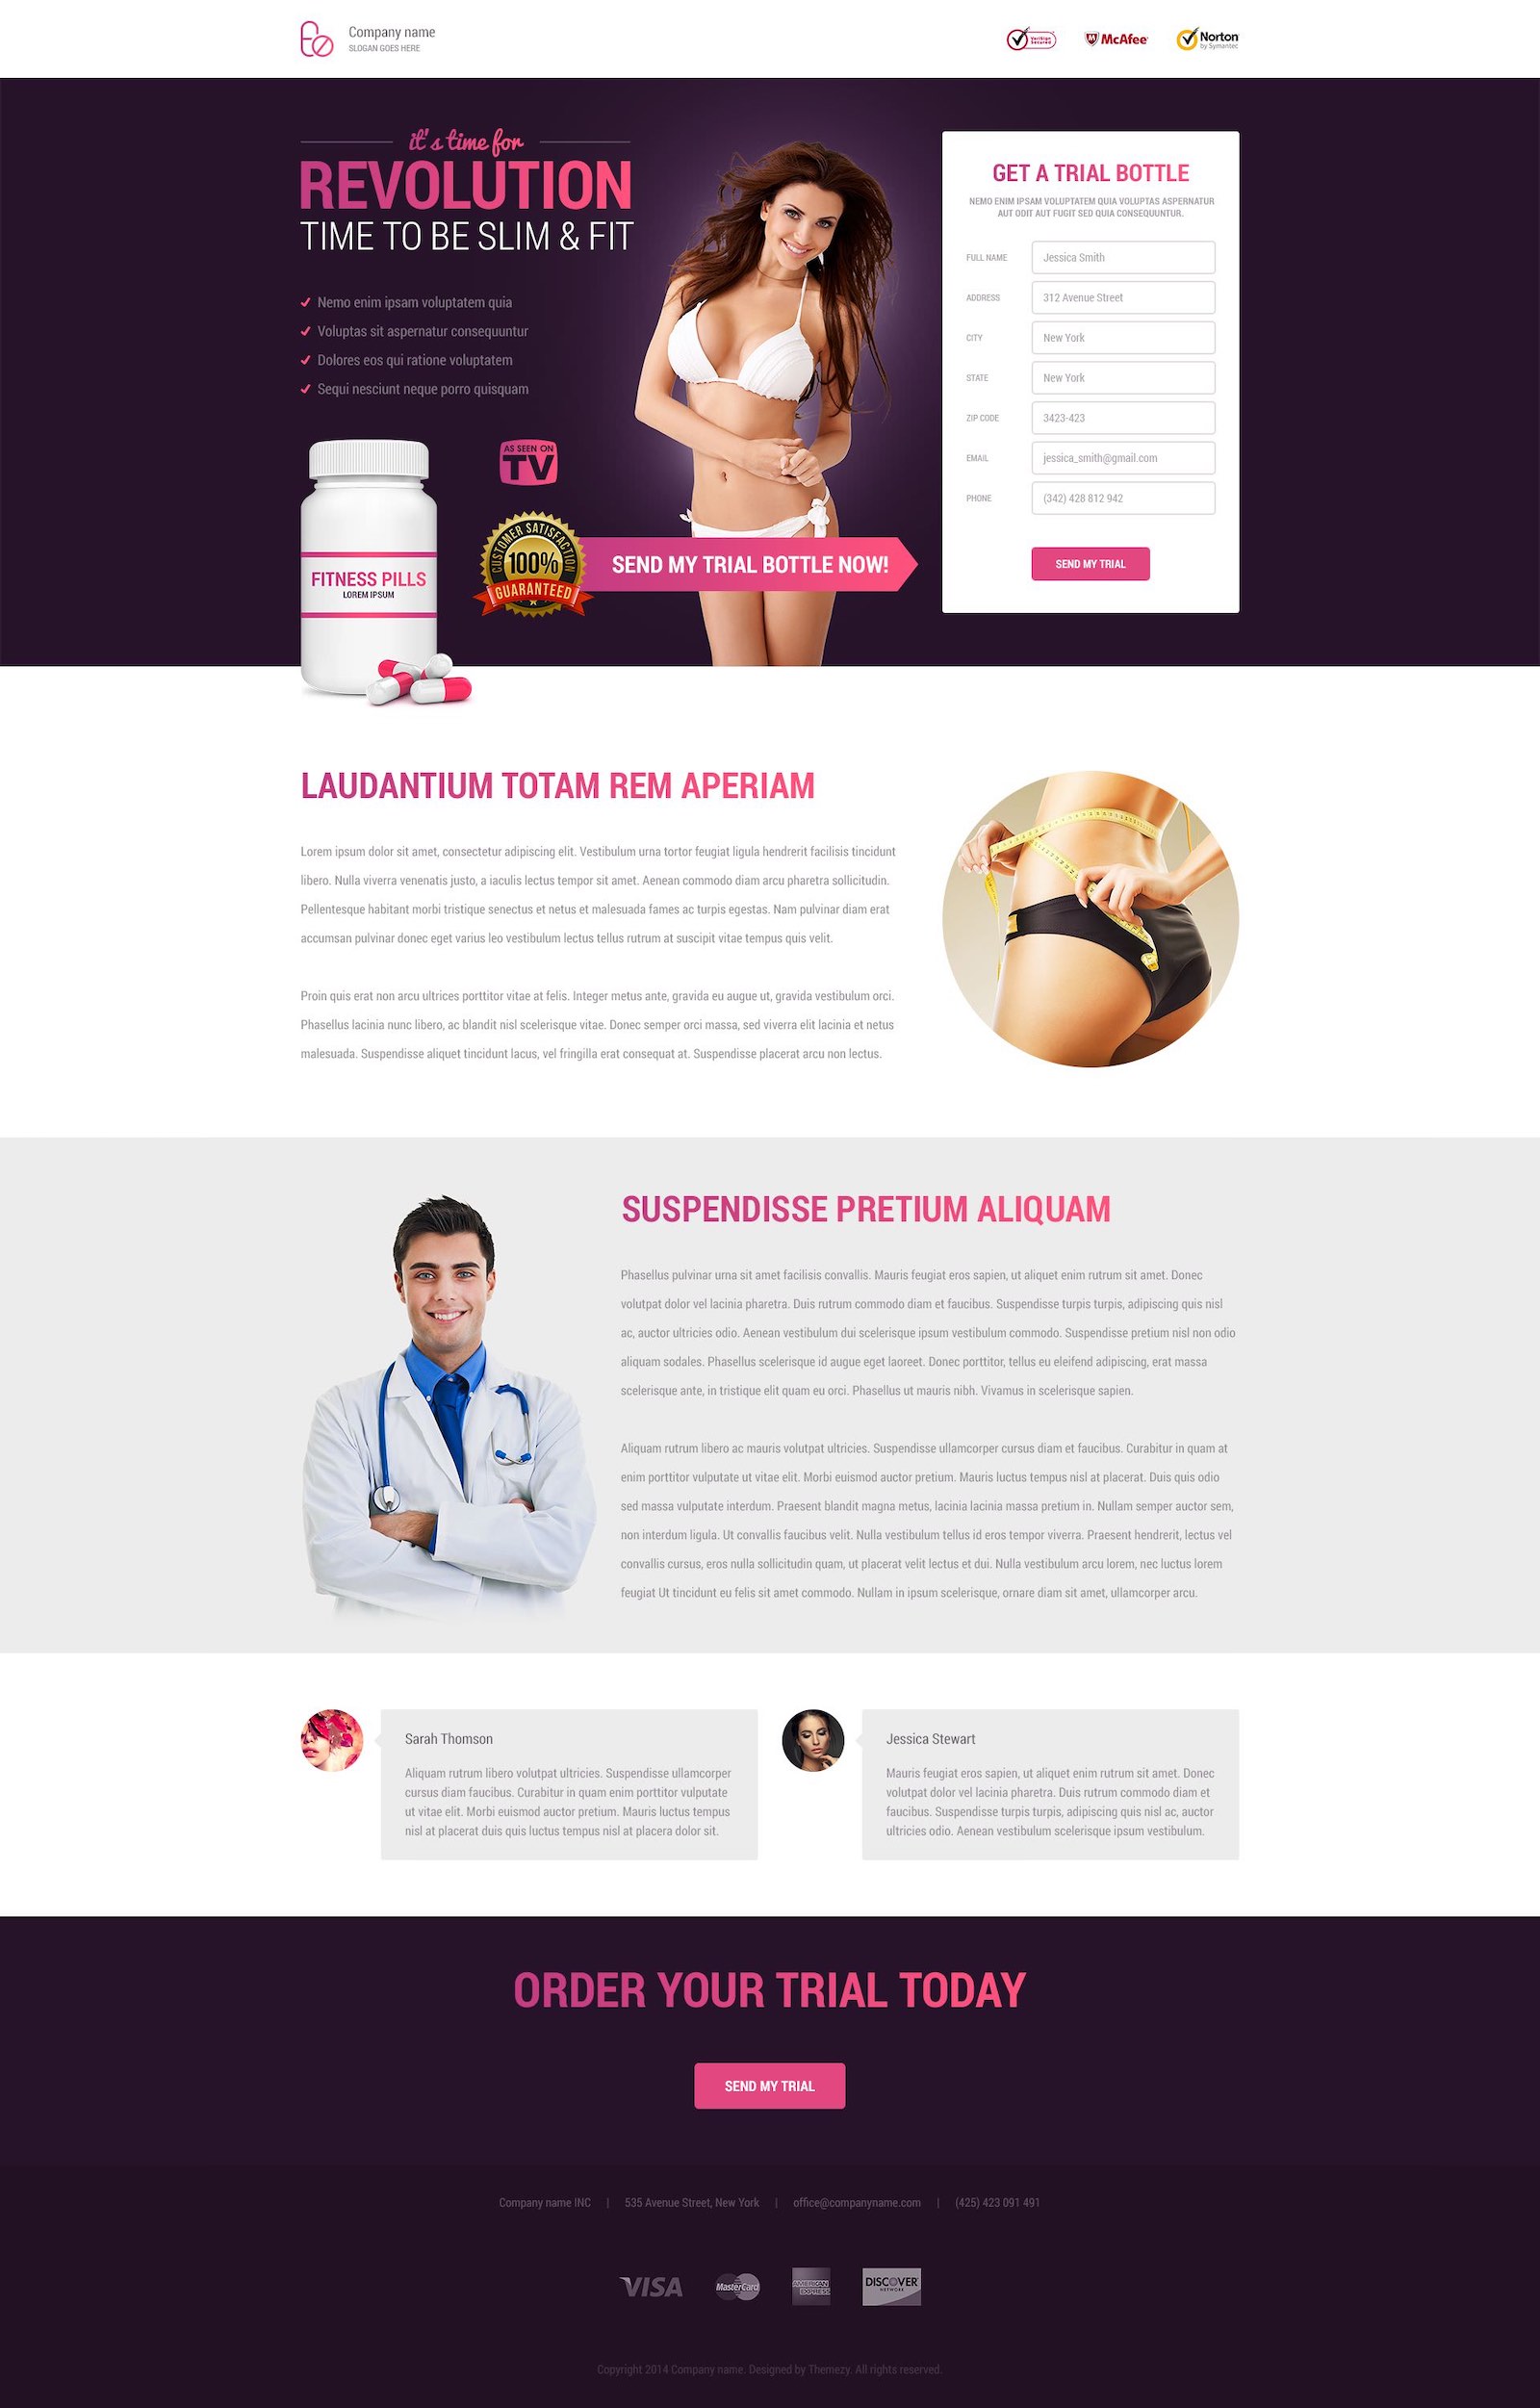 Company name
SLOGAN GOES HERE
VeriSign
Secured
McAfee
Norton
by Symantec
it's time for
REVOLUTION
TIME TO BE SLIM & FIT
Nemo enim ipsam voluptatem quia
Voluptas sit aspernatur consequuntur
Dolores eos qui ratione voluptatem
Sequi nesciunt neque porro quisquam
AS SEEN ON
TV
CUSTOMER SATISFACTION
100%
GUARANTEED
SEND MY TRIAL BOTTLE NOW!
FITNESS PILLS
LOREM IPSUM
GET A TRIAL BOTTLE
NEMO ENIM IPSAM VOLUPTATEM QUIA VOLUPTAS ASPERNATUR
AUT ODIT AUT FUGIT SED QUIA CONSEQUUNTUR.
FULL NAME Jessica Smith
ADDRESS 312 Avenue Street
CITY New York
STATE New York
ZIP CODE 3423-423
EMAIL jessica_smith@gmail.com
PHONE (342) 428 812 942
SEND MY TRIAL
LAUDANTIUM TOTAM REM APERIAM
Lorem ipsum dolor sit amet, consectetur adipiscing elit. Vestibulum urna tortor feugiat ligula hendrerit facilisis tincidunt
libero. Nulla viverra venenatis justo, a iaculis lectus tempor sit amet. Aenean commodo diam arcu pharetra sollicitudin.
Pellentesque habitant morbi tristique senectus et netus et malesuada fames ac turpis egestas. Nam pulvinar diam erat
accumsan pulvinar donec eget varius leo vestibulum lectus tellus rutrum at suscipit vitae tempus quis velit.
Proin quis erat non arcu ultrices porttitor vitae at felis. Integer metus ante, gravida eu augue ut, gravida vestibulum orci.
Phasellus lacinia nunc libero, ac blandit nisl scelerisque vitae. Donec semper orci massa, sed viverra elit lacinia et netus
malesuada. Suspendisse aliquet tincidunt lacus, vel fringilla erat consequat at. Suspendisse placerat arcu non lectus.
SUSPENDISSE PRETIUM ALIQUAM
Phasellus pulvinar urna sit amet facilisis convallis. Mauris feugiat eros sapien, ut aliquet enim rutrum sit amet. Donec
volutpat dolor vel lacinia pharetra. Duis rutrum commodo diam et faucibus. Suspendisse turpis turpis, adipiscing quis nisl
ac, auctor ultricies odio. Aenean vestibulum dui scelerisque ipsum vestibulum commodo. Suspendisse pretium nisl non odio
aliquam sodales. Phasellus scelerisque id augue eget laoreet. Donec porttitor, tellus eu eleifend adipiscing, erat massa
scelerisque ante, in tristique elit quam eu orci. Phasellus ut mauris nibh. Vivamus in scelerisque sapien.
Aliquam rutrum libero ac mauris volutpat ultricies. Suspendisse ullamcorper cursus diam et faucibus. Curabitur in quam at
enim porttitor vulputate ut vitae elit. Morbi euismod auctor pretium. Mauris luctus tempus nisl at placerat. Duis quis odio
sed massa vulputate interdum. Praesent blandit magna metus, lacinia lacinia massa pretium in. Nullam semper auctor sem,
non interdum ligula. Ut convallis faucibus velit. Nulla vestibulum tellus id eros tempor viverra. Praesent hendrerit, lectus vel
convallis cursus, eros nulla sollicitudin quam, ut placerat velit lectus et dui. Nulla vestibulum arcu lorem, nec luctus lorem
feugiat Ut tincidunt eu felis sit amet commodo. Nullam in ipsum scelerisque, ornare diam sit amet, ullamcorper arcu.
Sarah Thomson
Aliquam rutrum libero volutpat ultricies. Suspendisse ullamcorper
cursus diam faucibus. Curabitur in quam enim porttitor vulputate
ut vitae elit. Morbi euismod auctor pretium. Mauris luctus tempus
nisl at placerat duis quis luctus tempus nisl at placera dolor sit.
Jessica Stewart
Mauris feugiat eros sapien, ut aliquet enim rutrum sit amet. Donec
volutpat dolor vel lacinia pharetra. Duis rutrum commodo diam et
faucibus. Suspendisse turpis turpis, adipiscing quis nisl ac, auctor
ultricies odio. Aenean vestibulum scelerisque ipsum vestibulum.
ORDER YOUR TRIAL TODAY
SEND MY TRIAL
Company name INC | 535 Avenue Street, New York | office@companyname.com | (425) 423 091 491
VISA
MasterCard
AMERICAN
EXPRESS
DISCOVER
NETWORK
Copyright 2014 Company name. Designed by Themezy. All rights reserved.